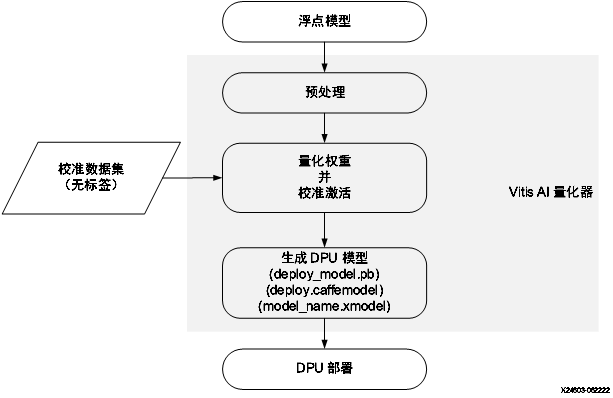 浮点模型
预处理
校准数据集
(无标签)
量化权重
并
校准激活
Vitis AI 量化器
生成 DPU 模型
(deploy_model.pb)
(deploy.caffemodel)
(model_name.xmodel)
DPU 部署
X24603-062222